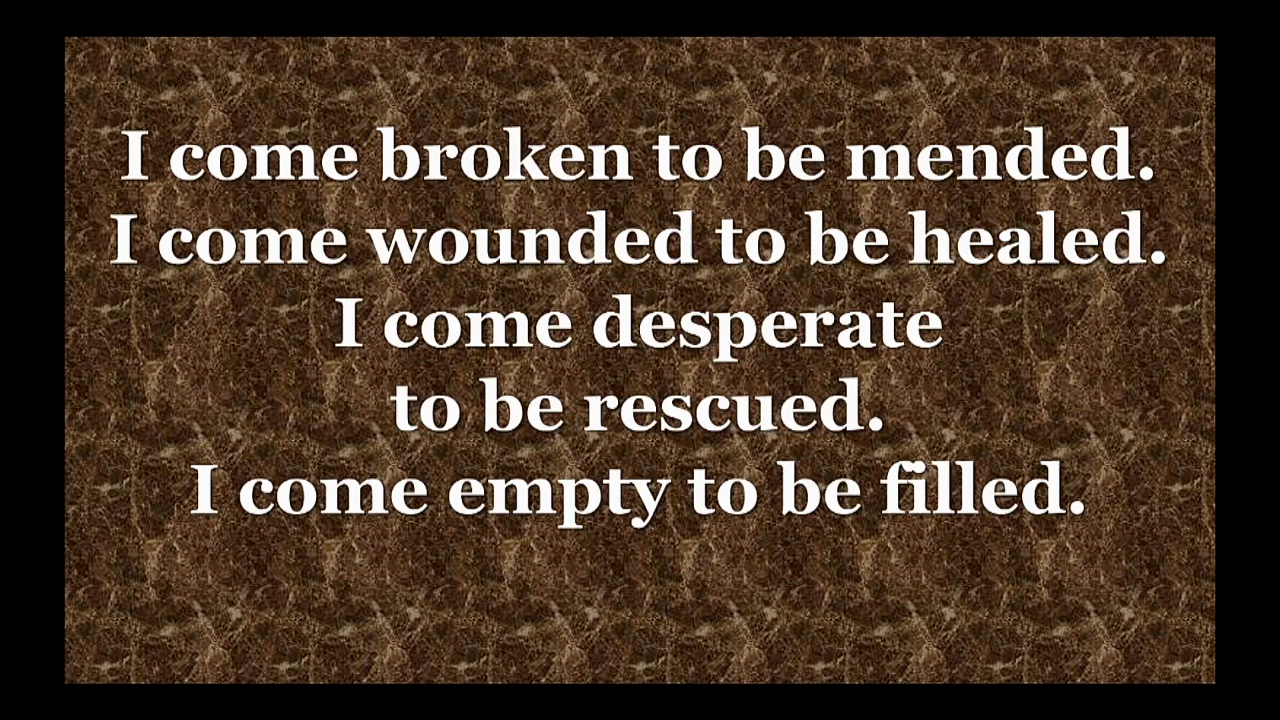 I come broken to be mended.
I come wounded to be healed.
I come desperate
to be rescued.
I come empty to be filled.